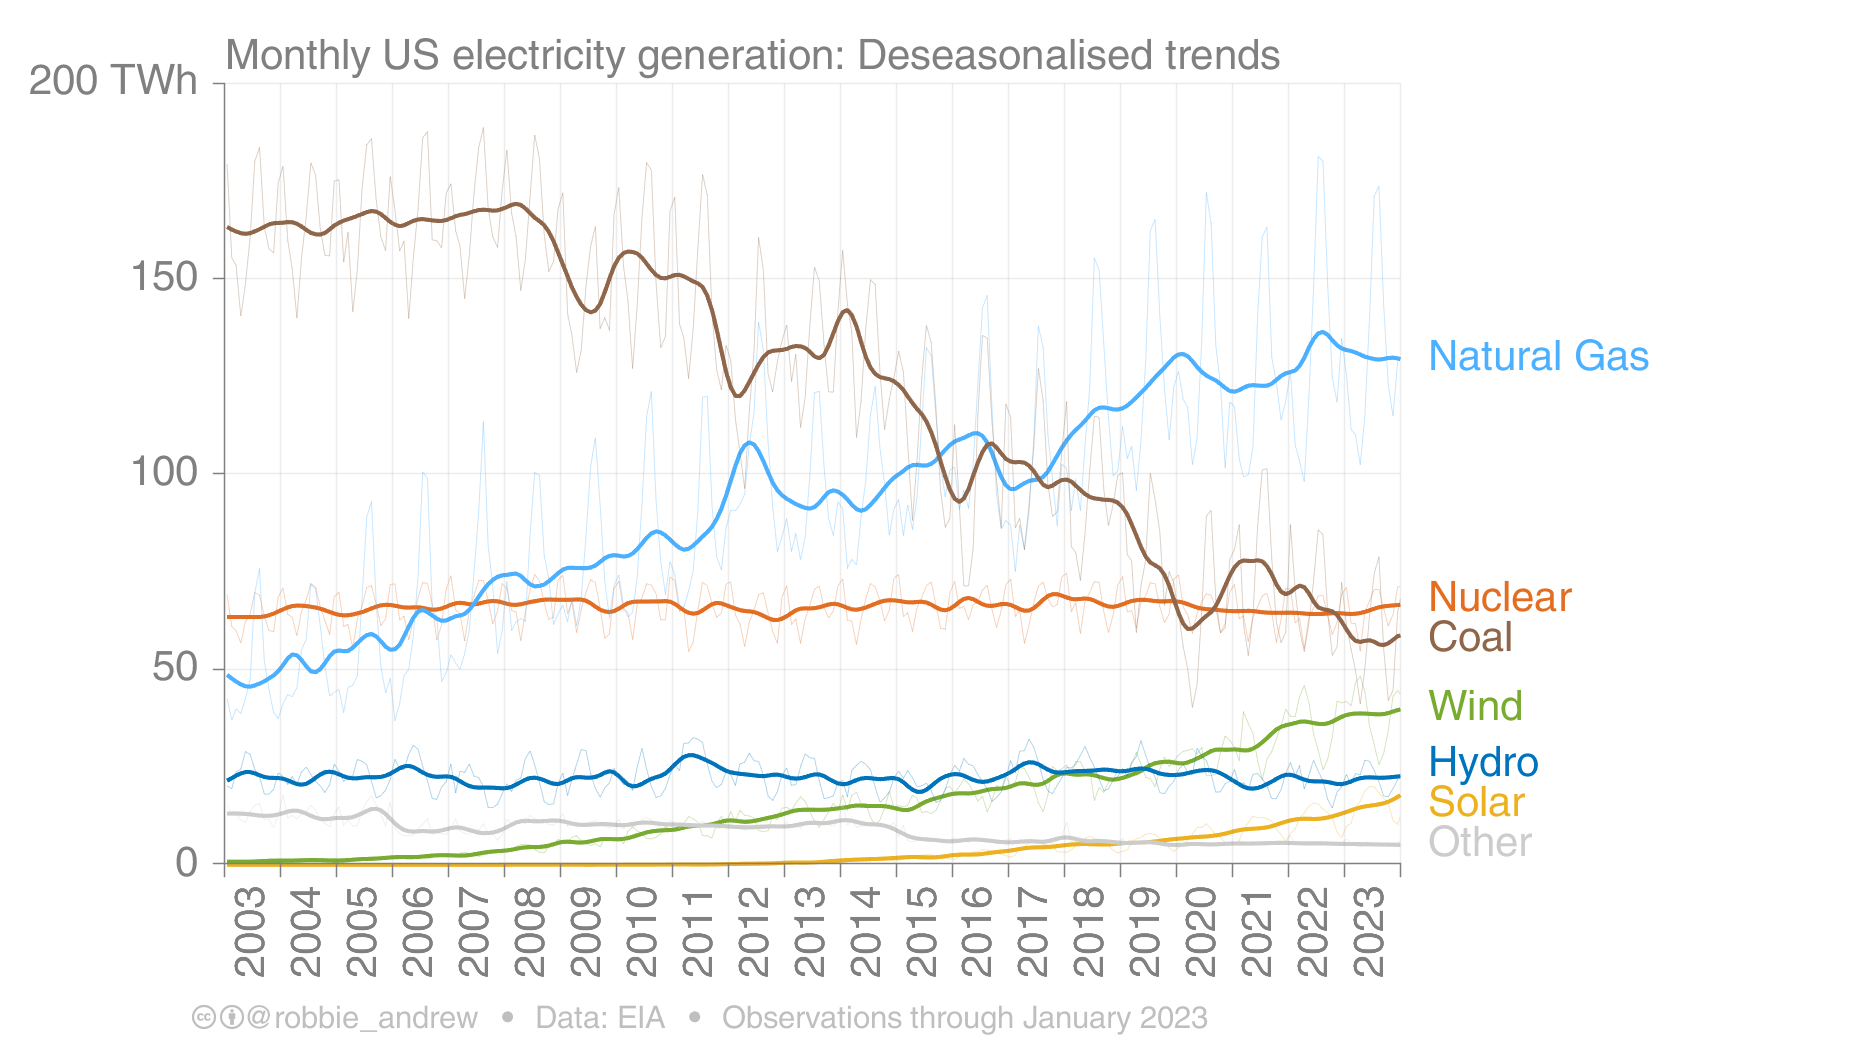 Monthly US electricity generation: Deseasonalised trends
200 TWh
150
100
50
0
Natural Gas
Nuclear
Coal
Wind
Hydro
Solar
Other
2003
2004
2005
2006
2007
2008
2009
2010
2011
2012
2013
2014
2015
2016
2017
2018
2019
2020
2021
2022
2023
cc @robbie_andrew • Data: EIA • Observations through January 2023